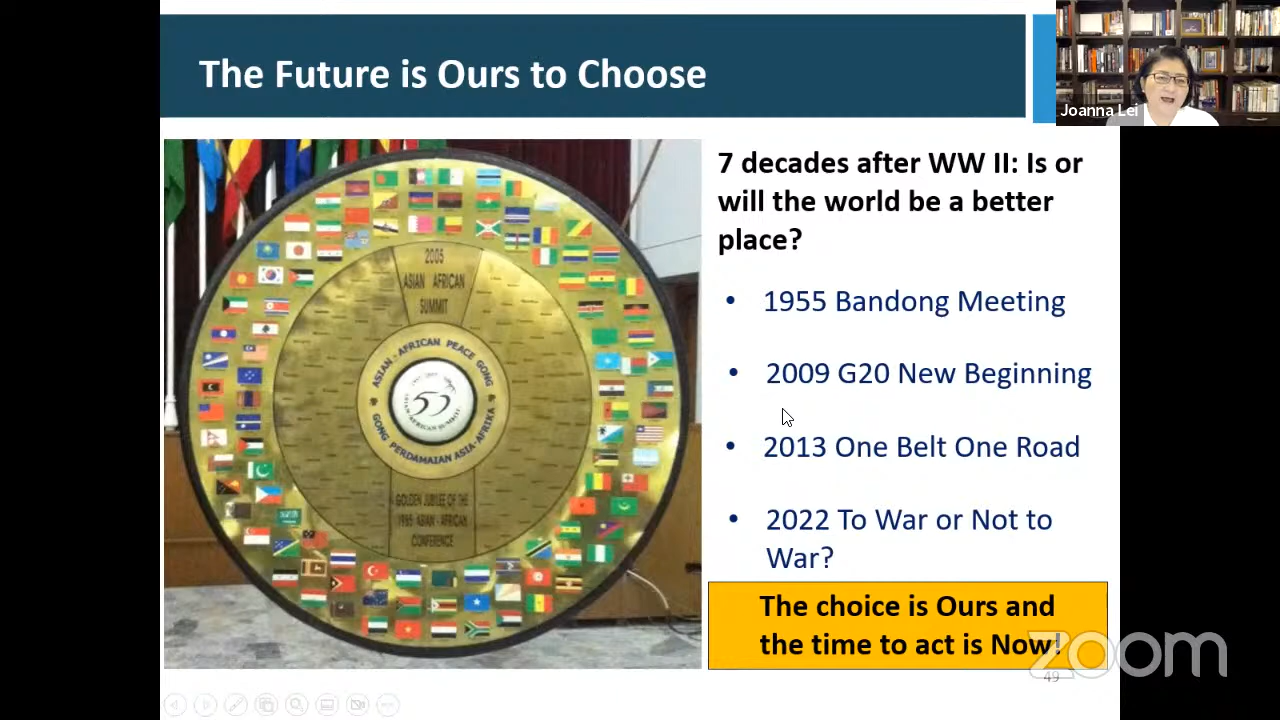 The Future is Ours to Choose
Joanna Lei
7 decades after WW II: Is or
will the world be a better
place?
• 1955 Bandong Meeting
• 2009 G20 New Beginning
• 2013 One Belt One Road
• 2022 To War or Not to
War?
The choice is Ours and
the time to act is Now!
zoom
49
2005
ASIAN AFRICAN
SUMMIT
ASIAN-AFRICAN PEACE GONG
GONG PERDAMAIAN ASIA-AFRIKA
GOLDEN JUBILEE OF THE
ASIAN-AFRICAN
CONFERENCE